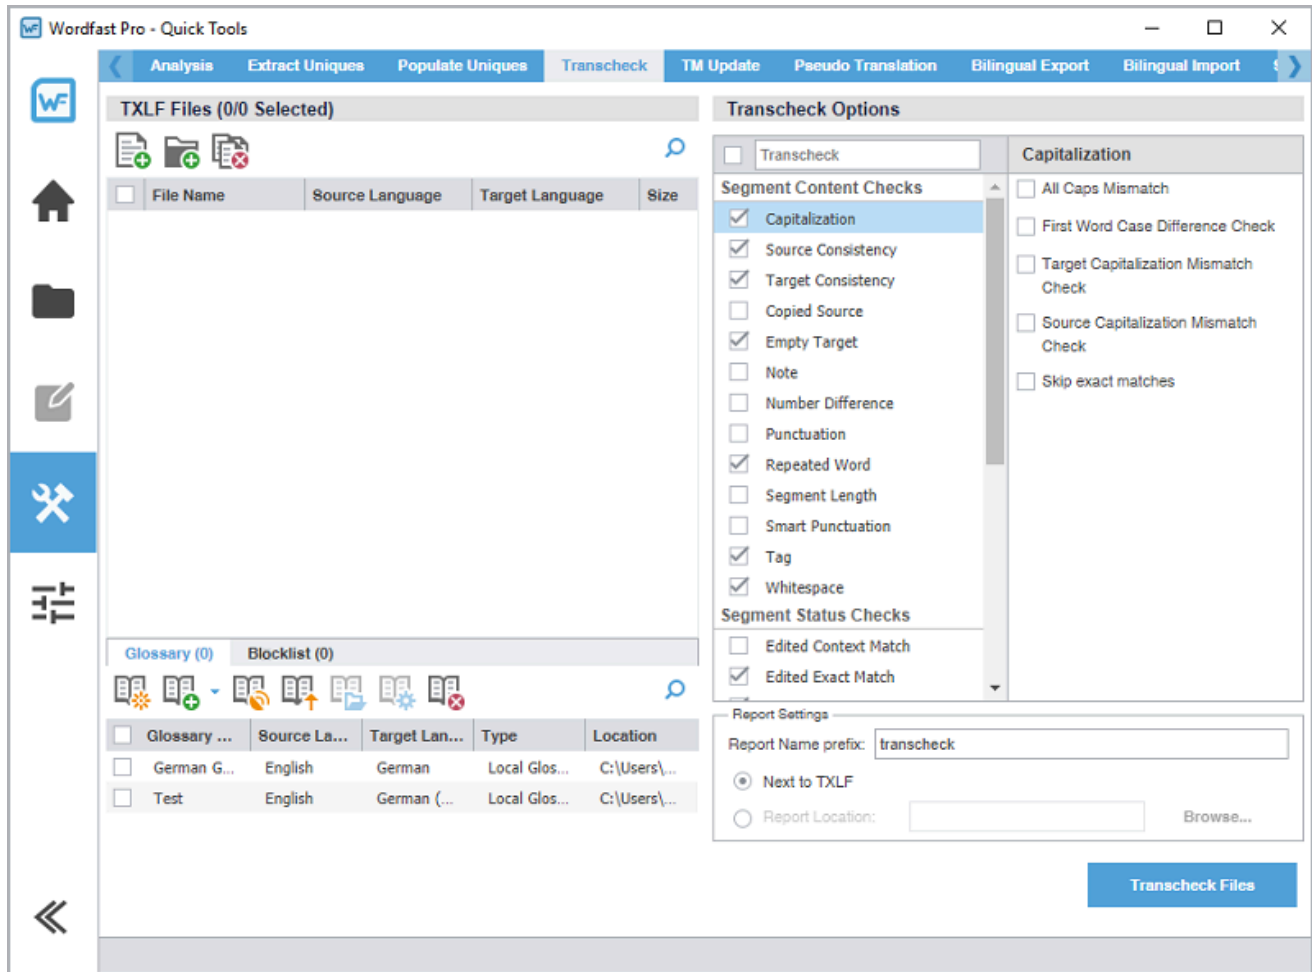 Wordfast Pro - Quick Tools
Analysis Extract Uniques Populate Uniques Transcheck TM Update Pseudo Translation Bilingual Export Bilingual Import
WF
TXLF Files (0/0 Selected)
File Name Source Language Target Language Size
Glossary (0) Blocklist (0)
Glossary ... Source La... Target Lan... Type Location
German G... English German Local Glos... C:\Users\...
Test English German (... Local Glos... C:\Users\...
Transcheck Options
Transcheck
Segment Content Checks
Capitalization
Source Consistency
Target Consistency
Copied Source
Empty Target
Note
Number Difference
Punctuation
Repeated Word
Segment Length
Smart Punctuation
Tag
Whitespace
Segment Status Checks
Edited Context Match
Edited Exact Match
Capitalization
All Caps Mismatch
First Word Case Difference Check
Target Capitalization Mismatch
Check
Source Capitalization Mismatch
Check
Skip exact matches
Report Settings
Report Name prefix: transcheck
Next to TXLF
Report Location: Browse...
Transcheck Files